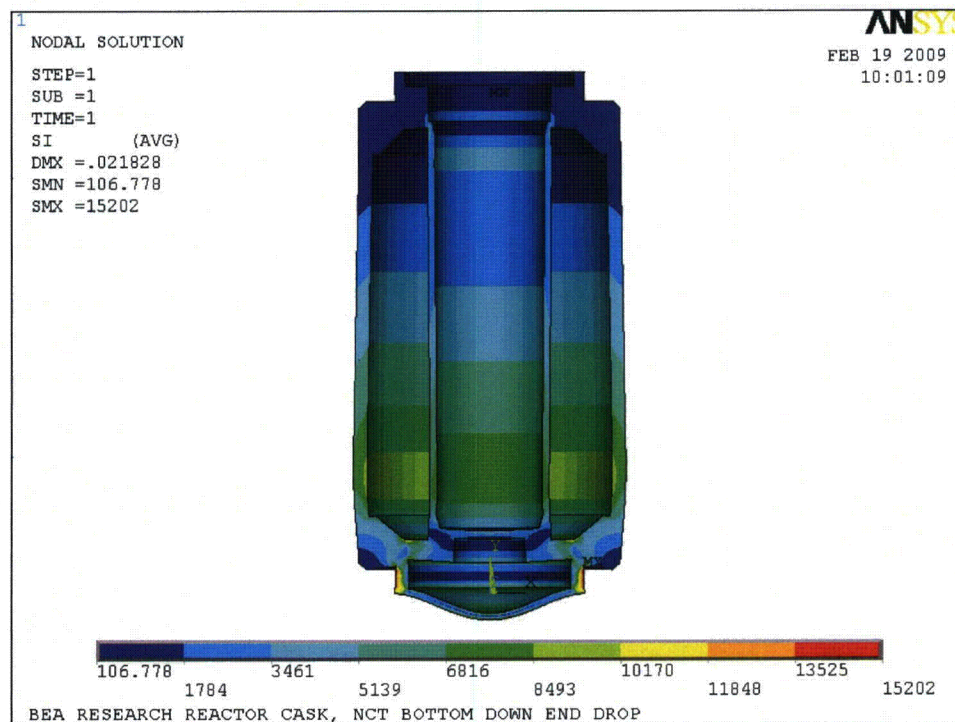 1
ANSYS
NODAL SOLUTION
FEB 19 2009
10:01:09
STEP=1
SUB =1
TIME=1
SI (AVG)
DMX =.021828
SMN =106.778
SMX =15202
MN
Y
MX
X
106.778 3461 6816 10170 13525
1784 5139 8493 11848 15202
BEA RESEARCH REACTOR CASK, NCT BOTTOM DOWN END DROP